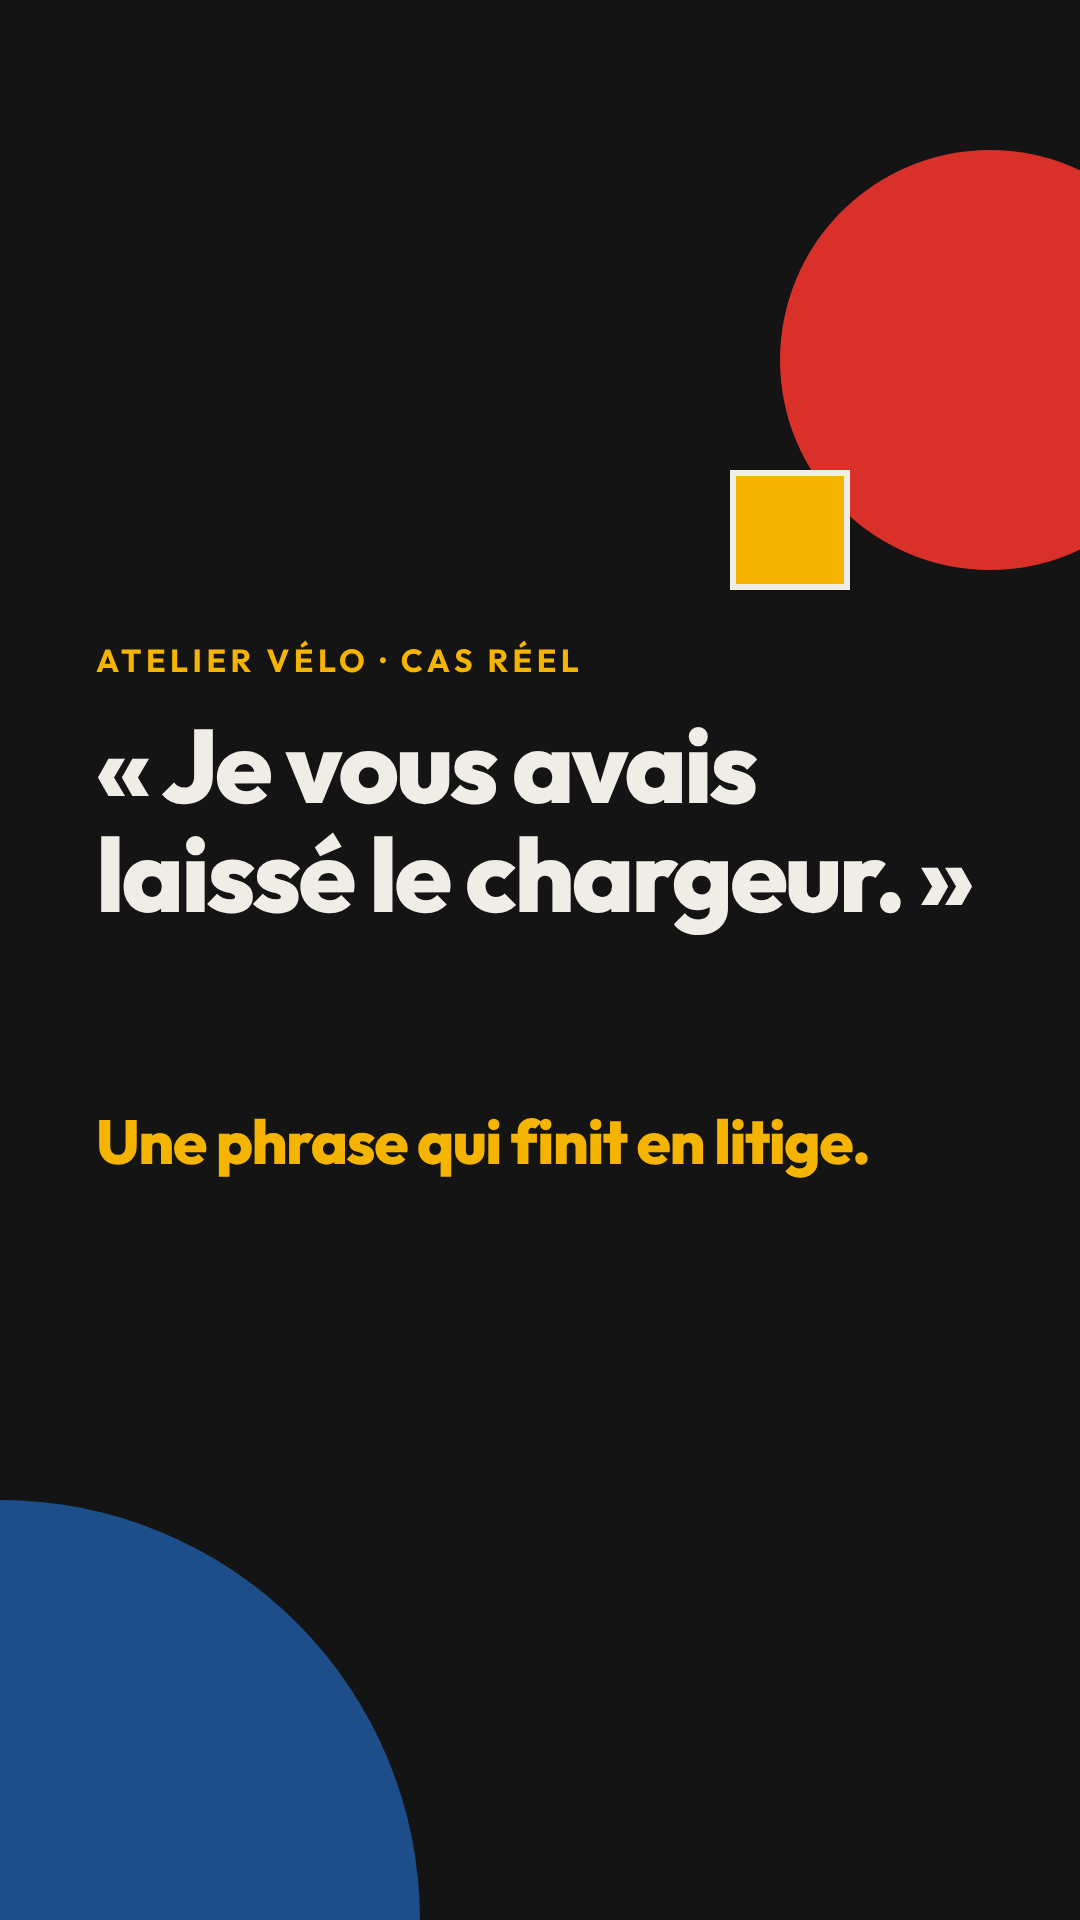 ATELIER VÉLO · CAS RÉEL
« Je vous avais
laissé le chargeur. »
Une phrase qui finit en litige.